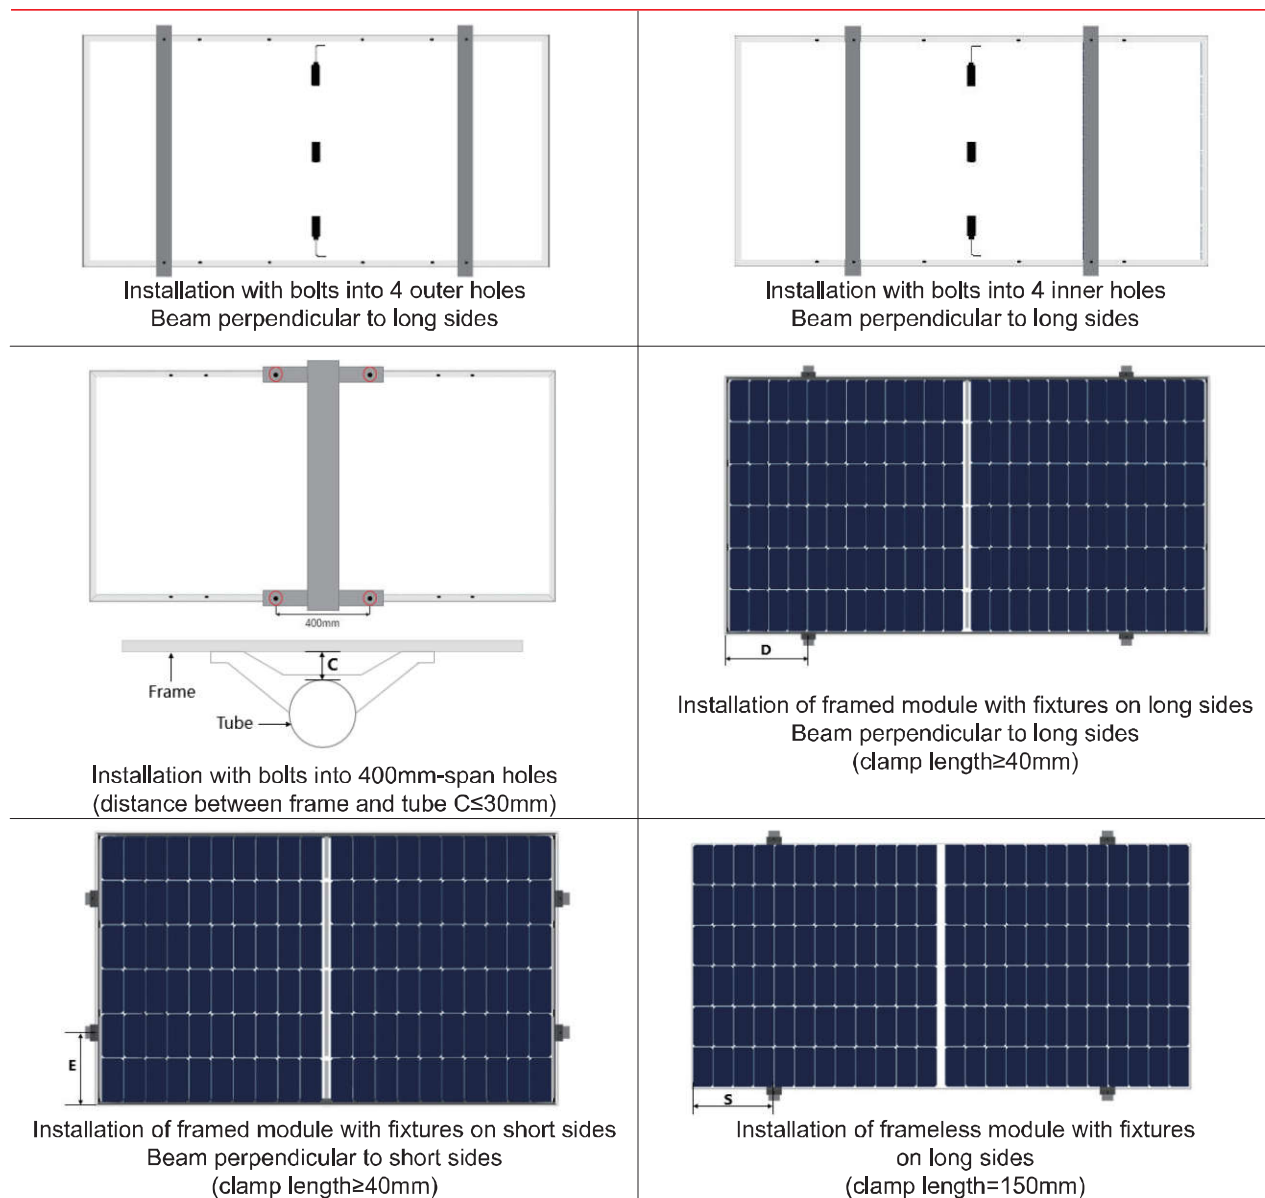 Installation with bolts into 4 outer holes
Beam perpendicular to long sides
Installation with bolts into 4 inner holes
Beam perpendicular to long sides
400mm
C
Frame
Tube
Installation with bolts into 400mm-span holes
(distance between frame and tube C≤30mm)
D
Installation of framed module with fixtures on long sides
Beam perpendicular to long sides
(clamp length≥40mm)
E
Installation of framed module with fixtures on short sides
Beam perpendicular to short sides
(clamp length≥40mm)
S
Installation of frameless module with fixtures
on long sides
(clamp length=150mm)